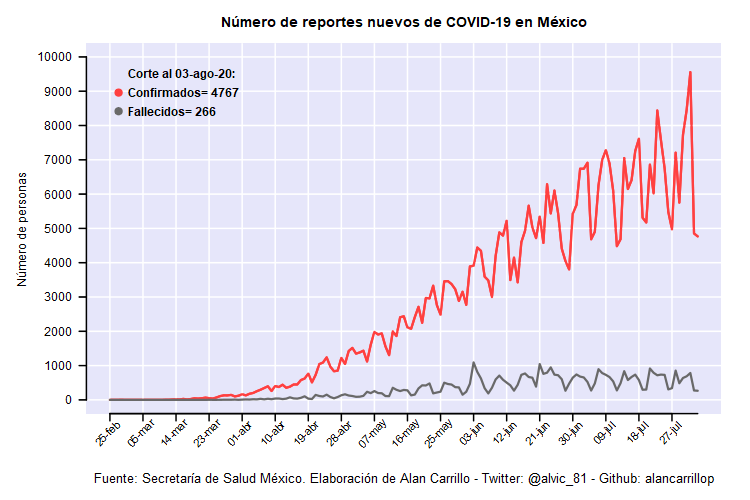 Número de reportes nuevos de COVID-19 en México
Corte al 03-ago-20:
Confirmados= 4767
Fallecidos= 266
Número de personas
10000
9000
8000
7000
6000
5000
4000
3000
2000
1000
0
25-feb
05-mar
14-mar
23-mar
01-abr
10-abr
19-abr
28-abr
07-may
16-may
25-may
03-jun
12-jun
21-jun
30-jun
09-jul
18-jul
27-jul
Fuente: Secretaría de Salud México. Elaboración de Alan Carrillo - Twitter: @alvic_81 - Github: alancarrillop